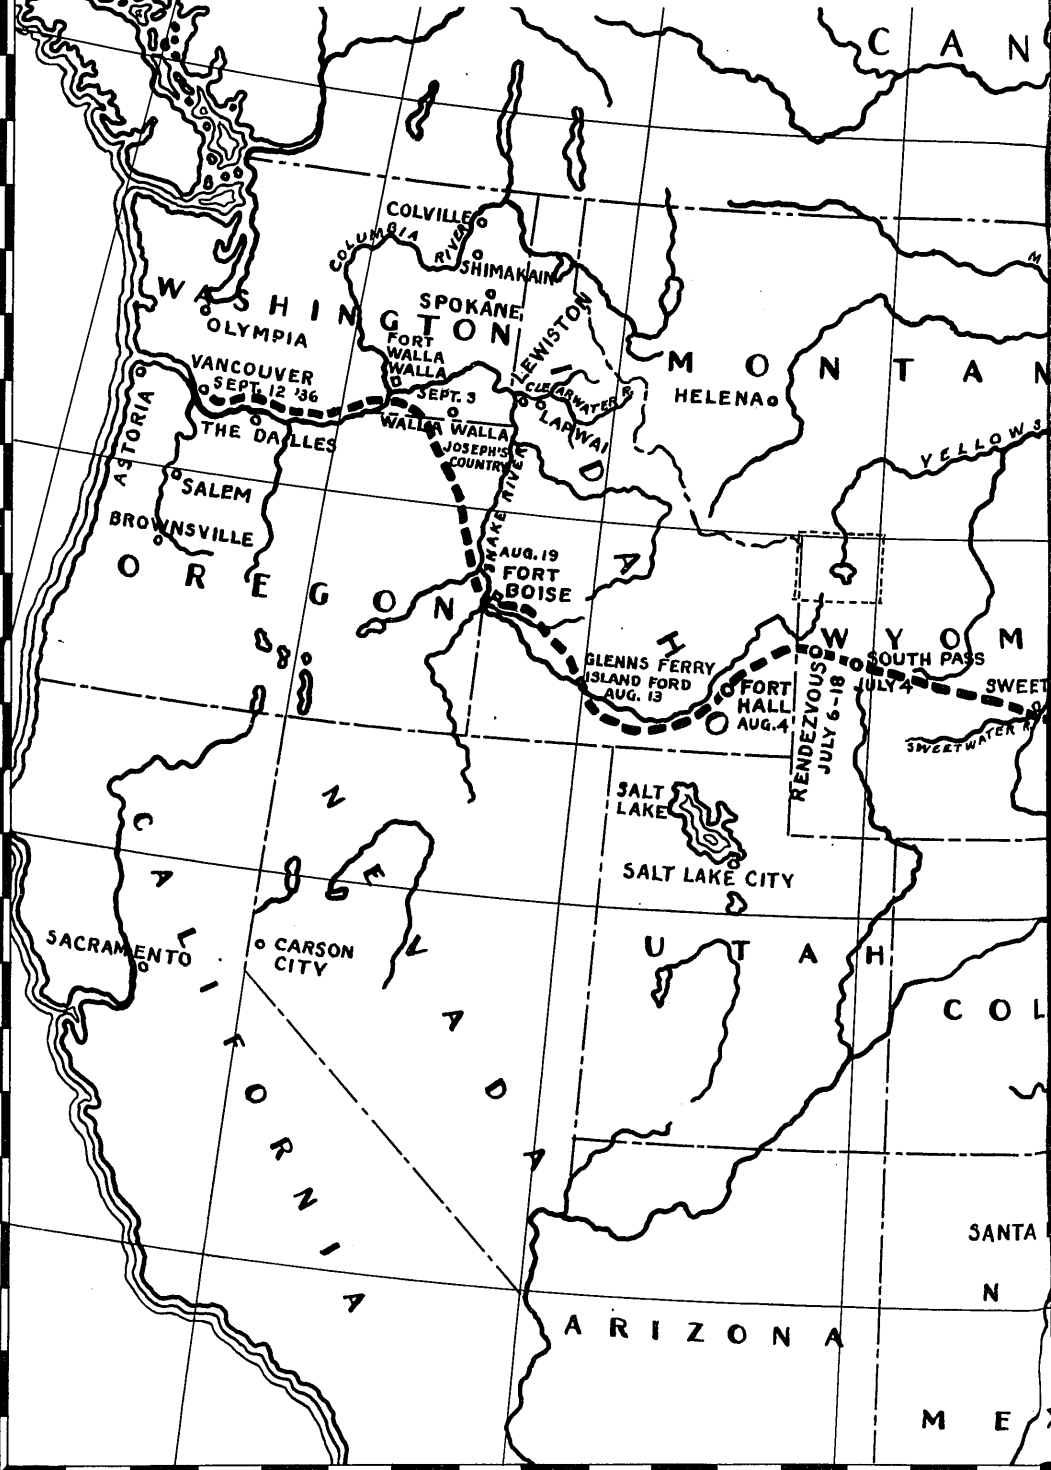 C A N
COLVILLE
COLUMBIA
RIVER
SHIMAKAIN
SPOKANE
W A S H I N G T O N
OLYMPIA
FORT
WALLA
WALLA
LEWISTON
M O N T A N
HELENA
CLEARWATER R.
LAPWAI
VANCOUVER
SEPT. 12 '36
SEPT. 3
WALLA WALLA
THE DALLES
ASTORIA
JOSEPH'S
COUNTRY
YELLOWS
SALEM
BROWNSVILLE
SNAKE RIVER
AUG. 19
FORT
BOISE
O R E G O N
I D A H O
W Y O M
GLENNS FERRY
ISLAND FORD
AUG. 13
FORT
HALL
AUG. 4
RENDEZVOUS
JULY 6-18
SOUTH PASS
JULY 4
SWEET
SWEETWATER R.
SALT
LAKE
SALT LAKE CITY
N E V A D A
C A L I F O R N I A
SACRAMENTO
CARSON
CITY
U T A H
C O L
SANTA
N
A R I Z O N A
M E X